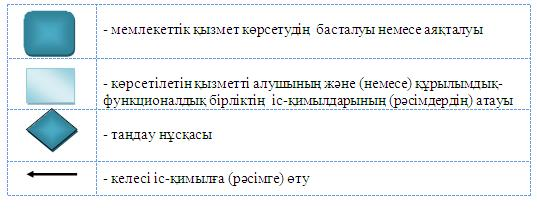 - мемлекеттік қызмет көрсетудің басталуы немесе аяқталуы
- көрсетілетін қызметті алушының және (немесе) құрылымдық-
функционалдық бірліктің іс-қимылдарының (рәсімдердің) атауы
- таңдау нұсқасы
- келесі іс-қимылға (рәсімге) өту